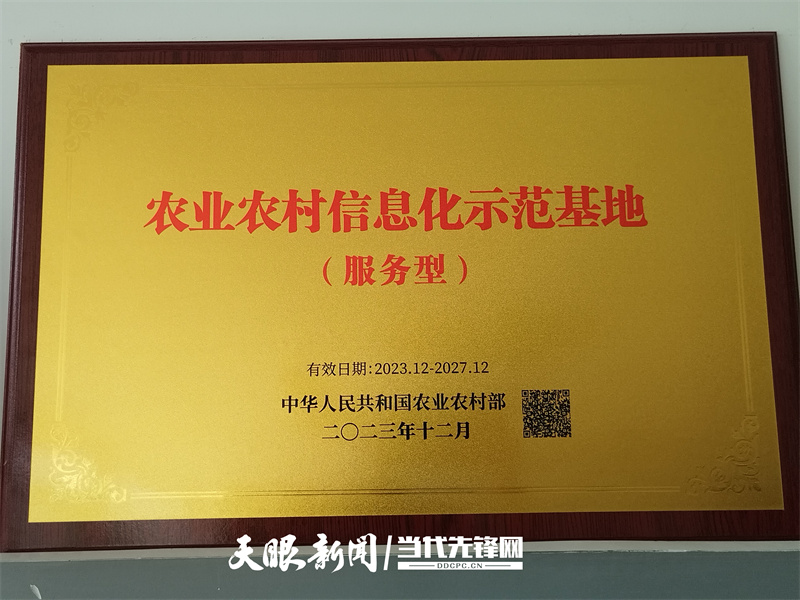 农业农村信息化示范基地
（服务型）
有效日期:2023.12-2027.12
中华人民共和国农业农村部
二〇二三年十二月
天眼新闻/当代先锋网
DDCPC.CN